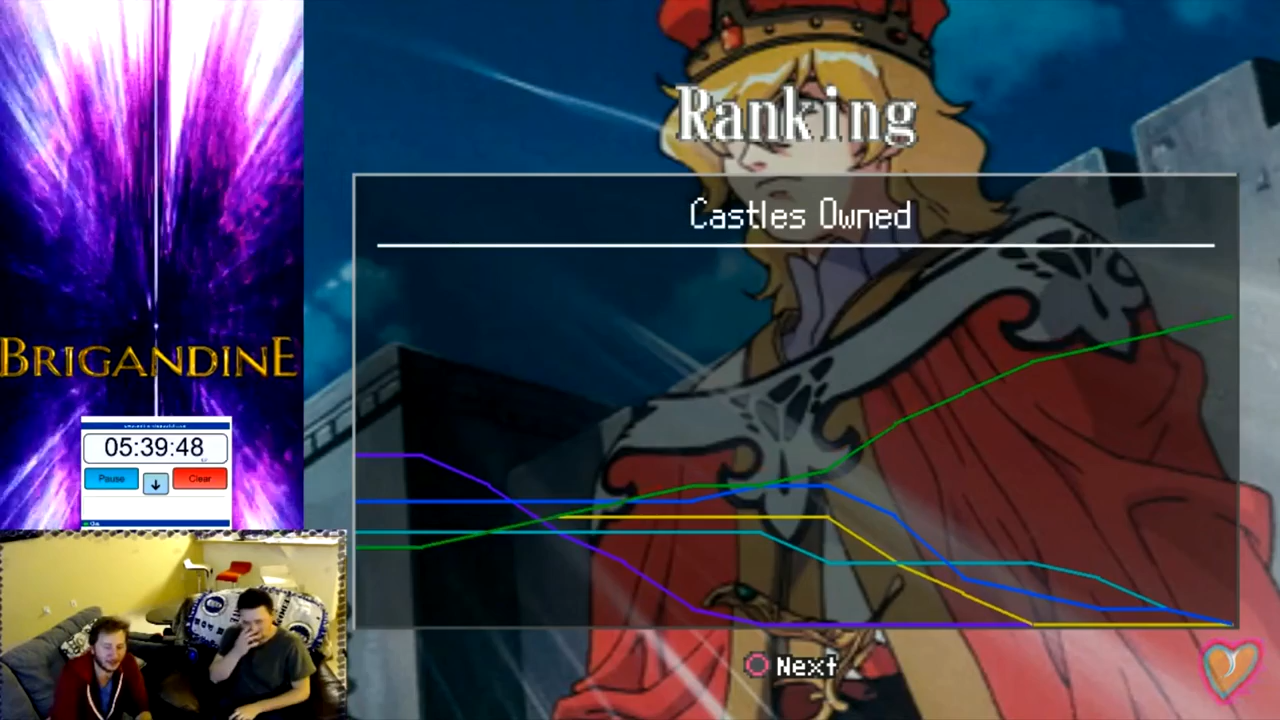 Ranking
Castles Owned
BRIGANDINE
05:39:48
Pause
Clear
Next